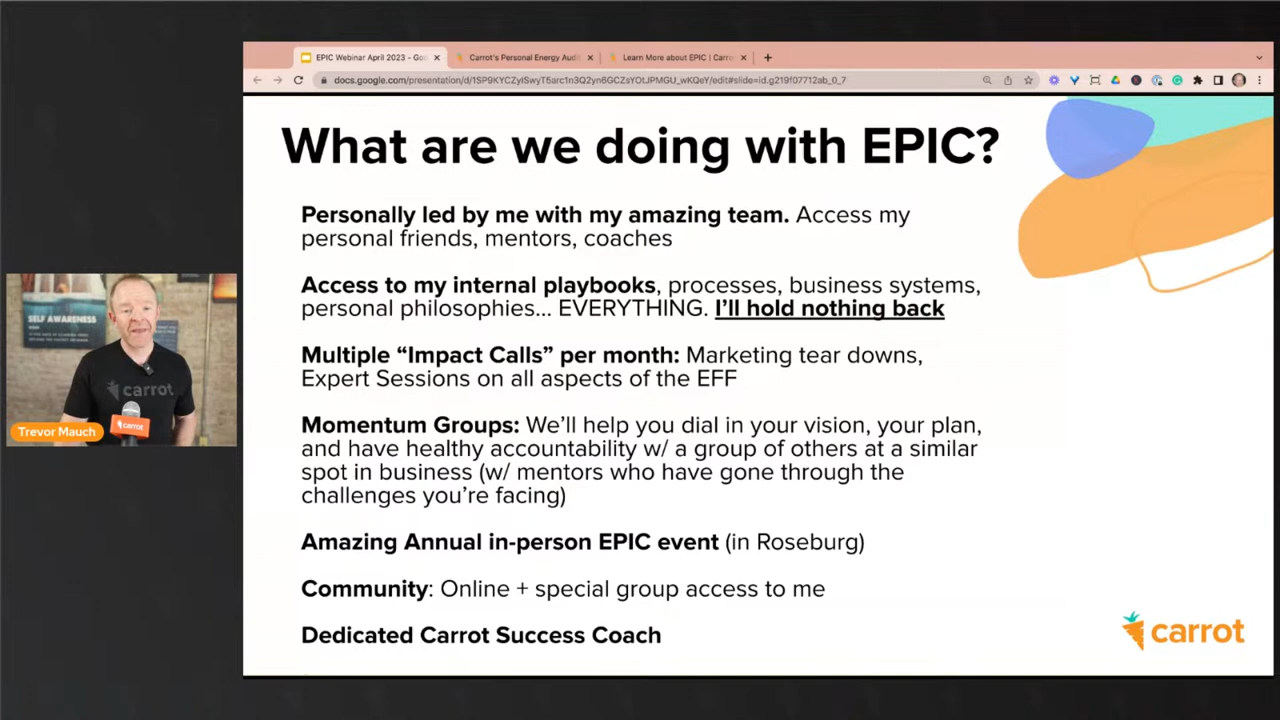 EPIC Webinar April 2023 - Goo
Carrot's Personal Energy Audit
Learn More about EPIC | Carro
docs.google.com/presentation/d/1SP9KYCZyISwyT5arc1n3Q2yn6GCZsYOtJPMGU_wKQeY/edit#slide=id.g219f07712ab_0_7
What are we doing with EPIC?
Personally led by me with my amazing team. Access my
personal friends, mentors, coaches
Access to my internal playbooks, processes, business systems,
personal philosophies... EVERYTHING. I’ll hold nothing back
Multiple “Impact Calls” per month: Marketing tear downs,
Expert Sessions on all aspects of the EFF
Momentum Groups: We’ll help you dial in your vision, your plan,
and have healthy accountability w/ a group of others at a similar
spot in business (w/ mentors who have gone through the
challenges you’re facing)
Amazing Annual in-person EPIC event (in Roseburg)
Community: Online + special group access to me
Dedicated Carrot Success Coach
carrot
SELF AWARENESS
carrot
carrot
Trevor Mauch